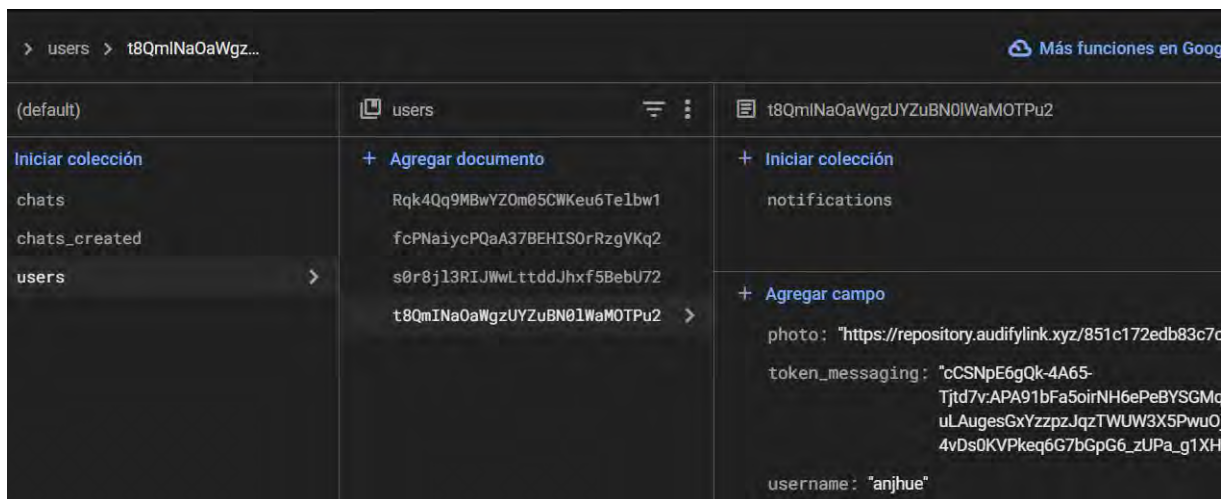 > users > t8QmINaOaWgz...
Más funciones en Goog
(default)
users
t8QmINaOaWgzUYZuBN0lWaMOTPu2
Iniciar colección
+ Agregar documento
+ Iniciar colección
chats
Rqk4Qq9MBwYZOm05CWKeu6Telbw1
notifications
chats_created
fcPNaiycPQaA37BEHISOrRzgVKq2
users
s0r8jl3RIJWwLttddJhxf5BebU72
+ Agregar campo
t8QmINaOaWgzUYZuBN0lWaMOTPu2
photo: "https://repository.audifylink.xyz/851c172edb83c7c
token_messaging: "cCSNpE6gQk-4A65-
Tjtd7v:APA91bFa5oirNH6ePeBYSGMq
uLAugesGxYzzpzJqzTWUW3X5PwuOj
4vDs0KVPkeq6G7bGpG6_zUPa_g1XH
username: "anjhue"